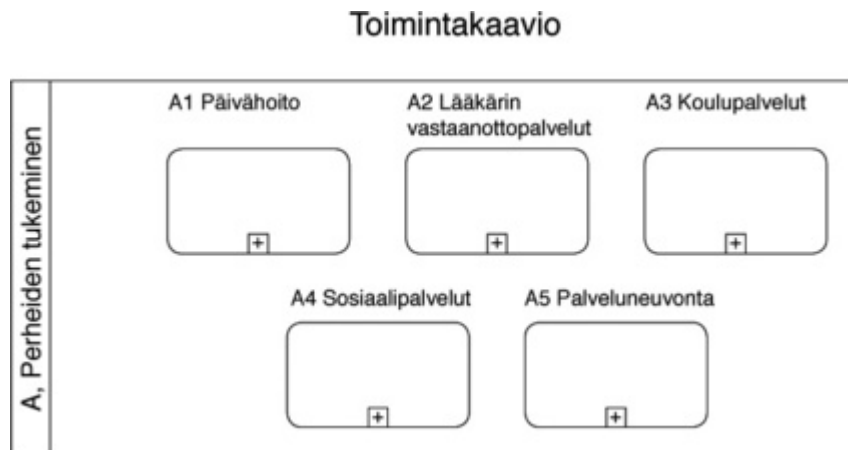 Toimintakaavio
A, Perheiden tukeminen
A1 Päivähoito
A2 Lääkärin
vastaanottopalvelut
A3 Koulupalvelut
+
+
+
A4 Sosiaalipalvelut
A5 Palveluneuvonta
+
+